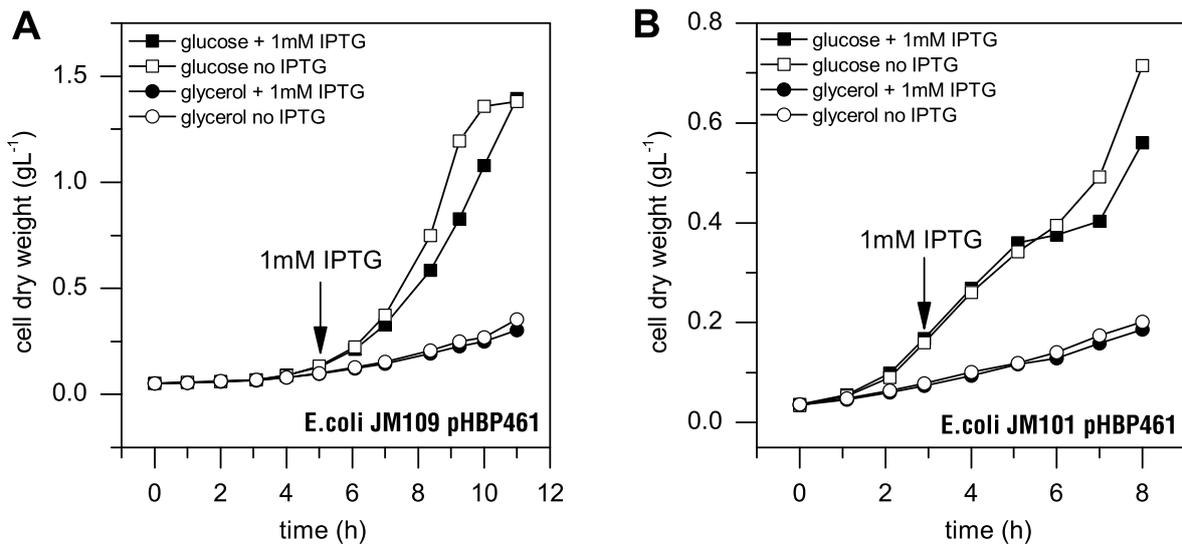 A
glucose + 1mM IPTG
glucose no IPTG
glycerol + 1mM IPTG
glycerol no IPTG
1.5
1.0
0.5
0.0
cell dry weight (gL⁻¹)
1mM IPTG
E.coli JM109 pHBP461
0 2 4 6 8 10 12
time (h)
B
glucose + 1mM IPTG
glucose no IPTG
glycerol + 1mM IPTG
glycerol no IPTG
0.8
0.6
0.4
0.2
0.0
cell dry weight (gL⁻¹)
1mM IPTG
E.coli JM101 pHBP461
0 2 4 6 8
time (h)